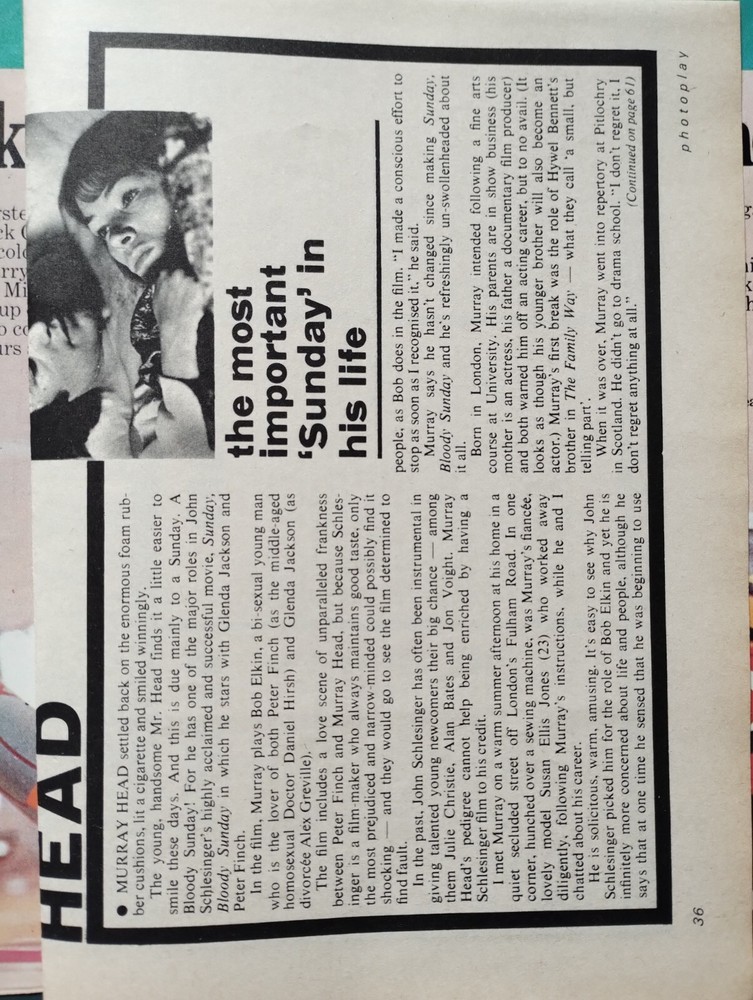 HEAD
the most
important
‘Sunday’ in
his life
● MURRAY HEAD settled back on the enormous foam rub-
ber cushions, lit a cigarette and smiled winningly.
The young, handsome Mr. Head finds it a little easier to
smile these days. And this is due mainly to a Sunday. A
Bloody Sunday! For he has one of the major roles in John
Schlesinger's highly acclaimed and successful movie, Sunday,
Bloody Sunday in which he stars with Glenda Jackson and
Peter Finch.
In the film, Murray plays Bob Elkin, a bi-sexual young man
who is the lover of both Peter Finch (as the middle-aged
homosexual Doctor Daniel Hirsh) and Glenda Jackson (as
divorcée Alex Greville).
The film includes a love scene of unparalleled frankness
between Peter Finch and Murray Head, but because Schles-
inger is a film-maker who always maintains good taste, only
the most prejudiced and narrow-minded could possibly find it
shocking — and they would go to see the film determined to
find fault.
In the past, John Schlesinger has often been instrumental in
giving talented young newcomers their big chance — among
them Julie Christie, Alan Bates and Jon Voight. Murray
Head's pedigree cannot help being enriched by having a
Schlesinger film to his credit.
I met Murray on a warm summer afternoon at his home in a
quiet secluded street off London's Fulham Road. In one
corner, hunched over a sewing machine, was Murray's fiancée,
lovely model Susan Ellis Jones (23) who worked away
diligently, following Murray's instructions, while he and I
chatted about his career.
He is solicitous, warm, amusing. It's easy to see why John
Schlesinger picked him for the role of Bob Elkin and yet he is
infinitely more concerned about life and people, although he
says that at one time he sensed that he was beginning to use
people, as Bob does in the film. “I made a conscious effort to
stop as soon as I recognised it,” he said.
Murray says he hasn't changed since making Sunday,
Bloody Sunday and he's refreshingly un-swollenheaded about
it all.
Born in London, Murray intended following a fine arts
course at University. His parents are in show business (his
mother is an actress, his father a documentary film producer)
and both warned him off an acting career, but to no avail. (It
looks as though his younger brother will also become an
actor.) Murray's first break was the role of Hywel Bennett's
brother in The Family Way — what they call ‘a small, but
telling part’.
When it was over, Murray went into repertory at Pitlochry
in Scotland. He didn't go to drama school. “I don't regret it. I
don't regret anything at all.”
(Continued on page 61)
36
photoplay